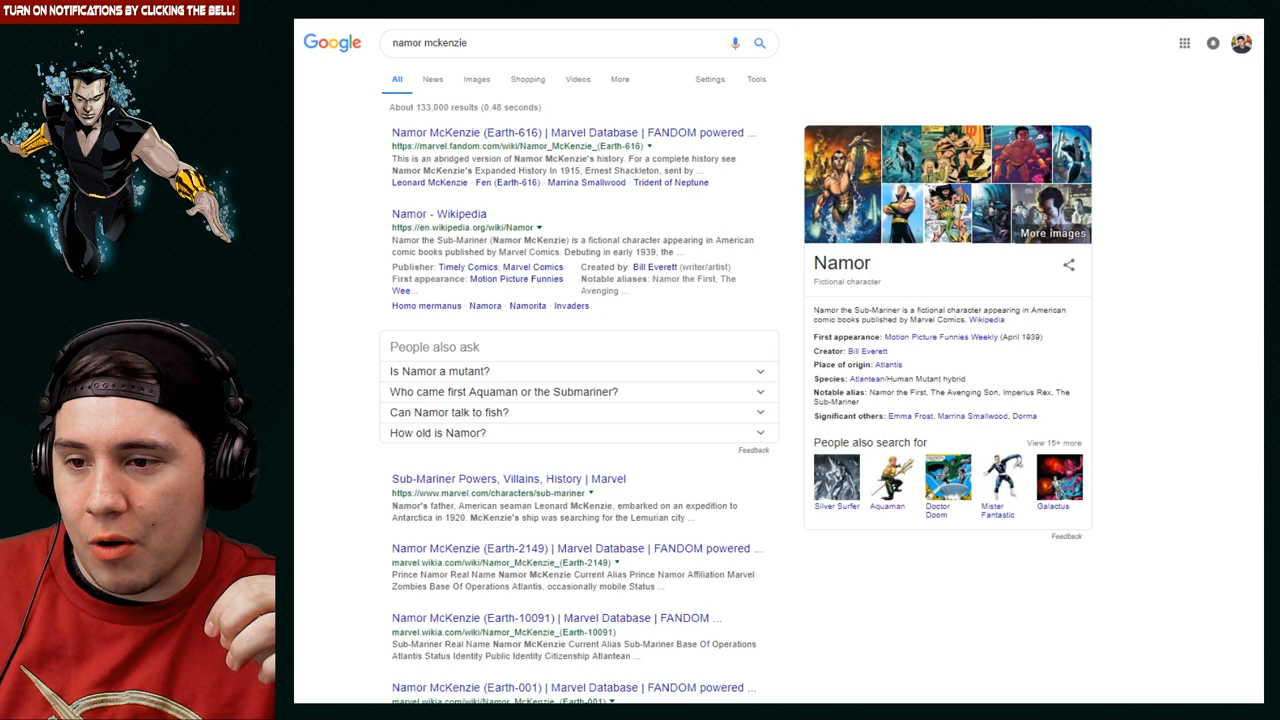 TURN ON NOTIFICATIONS BY CLICKING THE BELL!
Google
namor mckenzie
All News Images Shopping Videos More Settings Tools
About 133,000 results (0.48 seconds)
Namor McKenzie (Earth-616) | Marvel Database | FANDOM powered ...
https://marvel.fandom.com/wiki/Namor_McKenzie_(Earth-616)
This is an abridged version of Namor McKenzie's history. For a complete history see
Namor McKenzie's Expanded History In 1915, Ernest Shackleton, sent by ...
Leonard McKenzie · Fen (Earth-616) · Marrina Smallwood · Trident of Neptune
Namor - Wikipedia
https://en.wikipedia.org/wiki/Namor
Namor the Sub-Mariner (Namor McKenzie) is a fictional character appearing in American
comic books published by Marvel Comics. Debuting in early 1939, the ...
Publisher: Timely Comics; Marvel Comics Created by: Bill Everett (writer/artist)
First appearance: Motion Picture Funnies Notable aliases: Namor the First, The
Wee... Avenging ...
Homo mermanus · Namora · Namorita · Invaders
People also ask
Is Namor a mutant?
Who came first Aquaman or the Submariner?
Can Namor talk to fish?
How old is Namor?
Feedback
Sub-Mariner Powers, Villains, History | Marvel
https://www.marvel.com/characters/sub-mariner
Namor's father, American seaman Leonard McKenzie, embarked on an expedition to
Antarctica in 1920. McKenzie's ship was searching for the Lemurian city ...
Namor McKenzie (Earth-2149) | Marvel Database | FANDOM powered ...
marvel.wikia.com/wiki/Namor_McKenzie_(Earth-2149)
Prince Namor Real Name Namor McKenzie Current Alias Prince Namor Affiliation Marvel
Zombies Base Of Operations Atlantis, occasionally mobile Status ...
Namor McKenzie (Earth-10091) | Marvel Database | FANDOM ...
marvel.wikia.com/wiki/Namor_McKenzie_(Earth-10091)
Sub-Mariner Real Name Namor McKenzie Current Alias Sub-Mariner Base Of Operations
Atlantis Status Identity Public Identity Citizenship Atlantean ...
Namor McKenzie (Earth-001) | Marvel Database | FANDOM powered ...
marvel.wikia.com/wiki/Namor_McKenzie_(Earth-001)
More images
Namor
Fictional character
Namor the Sub-Mariner is a fictional character appearing in American
comic books published by Marvel Comics. Wikipedia
First appearance: Motion Picture Funnies Weekly (April 1939)
Creator: Bill Everett
Place of origin: Atlantis
Species: Atlantean/Human Mutant hybrid
Notable alias: Namor the First, The Avenging Son, Imperius Rex, The
Sub-Mariner
Significant others: Emma Frost, Marrina Smallwood, Dorma
People also search for View 15+ more
Silver Surfer Aquaman Doctor Mister Galactus
Doom Fantastic
Feedback